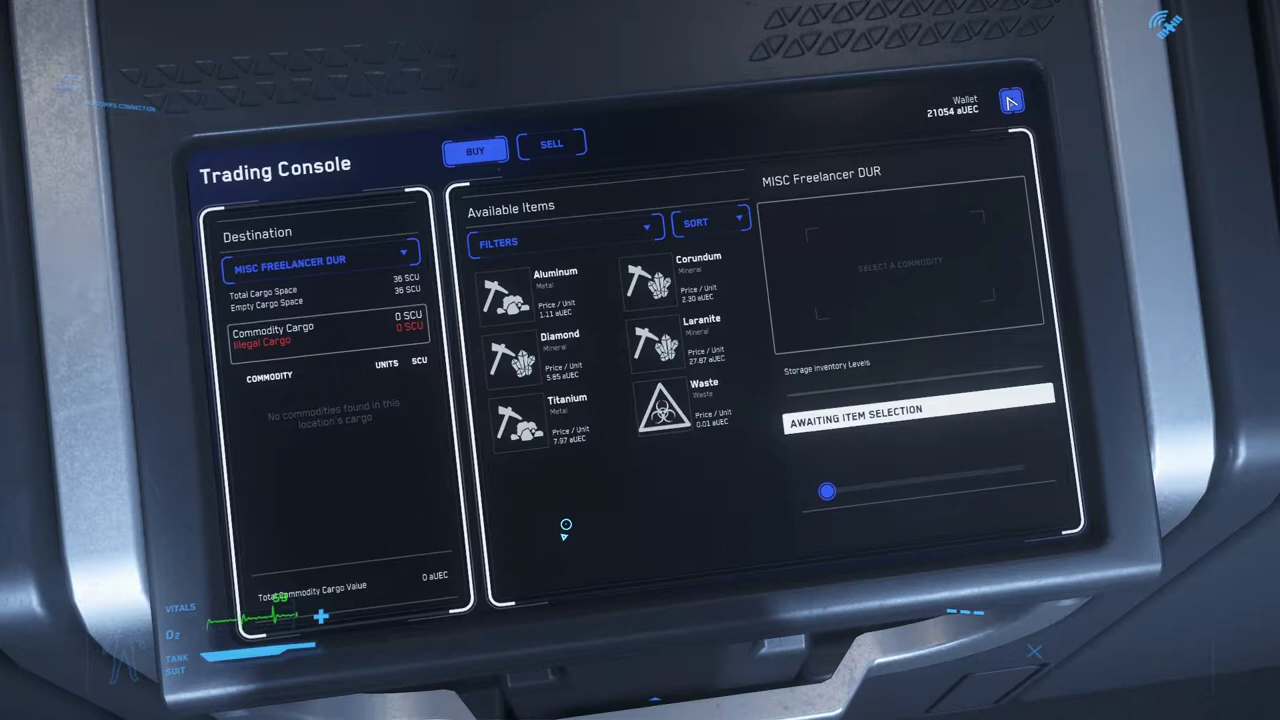 COMMS CONNECTION
Wallet
21054 aUEC
Trading Console
BUY
SELL
Destination
MISC FREELANCER DUR
Total Cargo Space 36 SCU
Empty Cargo Space 36 SCU
Commodity Cargo 0 SCU
Illegal Cargo 0 SCU
COMMODITY UNITS SCU
No commodities found in this
location's cargo
Total Commodity Cargo Value 0 aUEC
Available Items
FILTERS
SORT
Aluminum
Metal
Price / Unit
1.11 aUEC
Corundum
Mineral
Price / Unit
2.30 aUEC
Diamond
Mineral
Price / Unit
5.85 aUEC
Laranite
Mineral
Price / Unit
27.87 aUEC
Titanium
Metal
Price / Unit
7.97 aUEC
Waste
Waste
Price / Unit
0.01 aUEC
MISC Freelancer DUR
SELECT A COMMODITY
Storage Inventory Levels
AWAITING ITEM SELECTION
VITALS
O2
TANK
SUIT